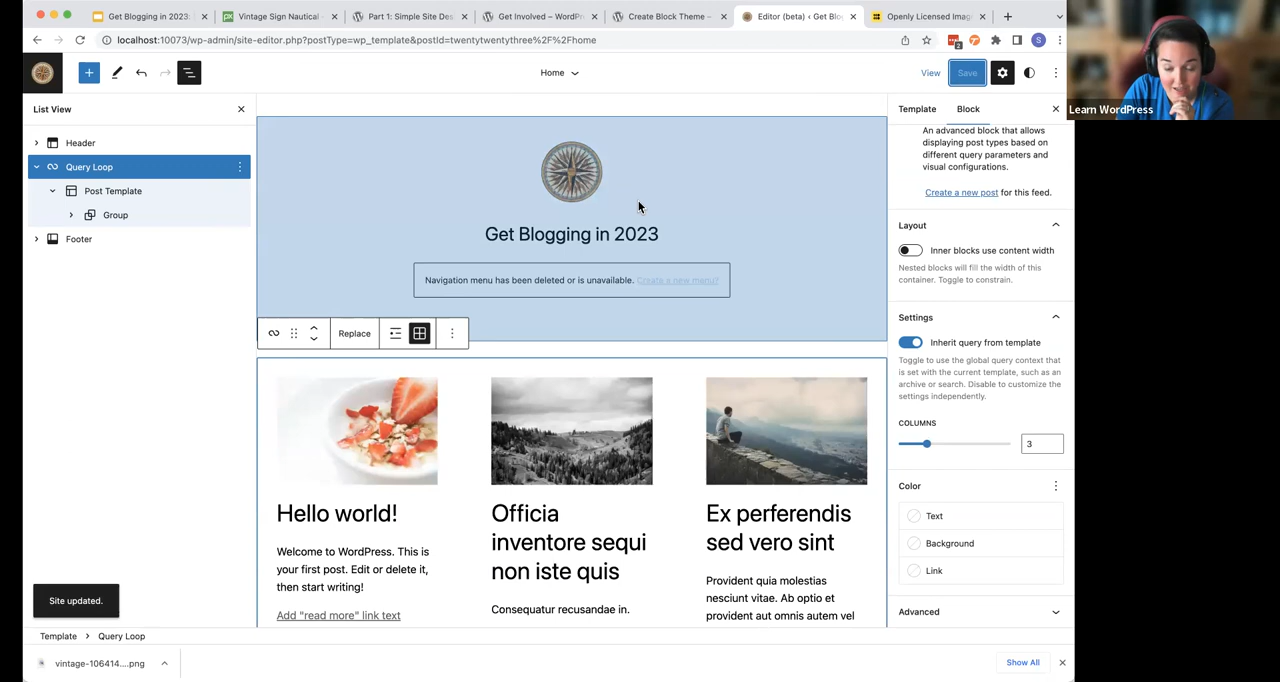 Get Blogging in 2023:
Vintage Sign Nautical -
Part 1: Simple Site Des
Get Involved – WordPr
Create Block Theme –
Editor (beta) ‹ Get Blo
Openly Licensed Imag
localhost:10073/wp-admin/site-editor.php?postType=wp_template&postId=twentytwentythree%2F%2Fhome
2
S
Home
View
Save
Learn WordPress
List View
Header
Query Loop
Post Template
Group
Footer
Get Blogging in 2023
Navigation menu has been deleted or is unavailable. Create a new menu?
Replace
Hello world!
Welcome to WordPress. This is
your first post. Edit or delete it,
then start writing!
Add "read more" link text
Officia
inventore sequi
non iste quis
Consequatur recusandae in.
Ex perferendis
sed vero sint
Provident quia molestias
nesciunt vitae. Ab optio et
provident aut omnis autem vel
Template
Block
An advanced block that allows
displaying post types based on
different query parameters and
visual configurations.
Create a new post for this feed.
Layout
Inner blocks use content width
Nested blocks will fill the width of this
container. Toggle to constrain.
Settings
Inherit query from template
Toggle to use the global query context that
is set with the current template, such as an
archive or search. Disable to customize the
settings independently.
COLUMNS
3
Color
Text
Background
Link
Advanced
Site updated.
Template > Query Loop
vintage-106414....png
Show All